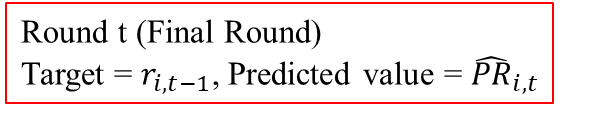 Round t (Final Round)
Target = r_{i,t−1}, Predicted value = \widehat{PR}_{i,t}